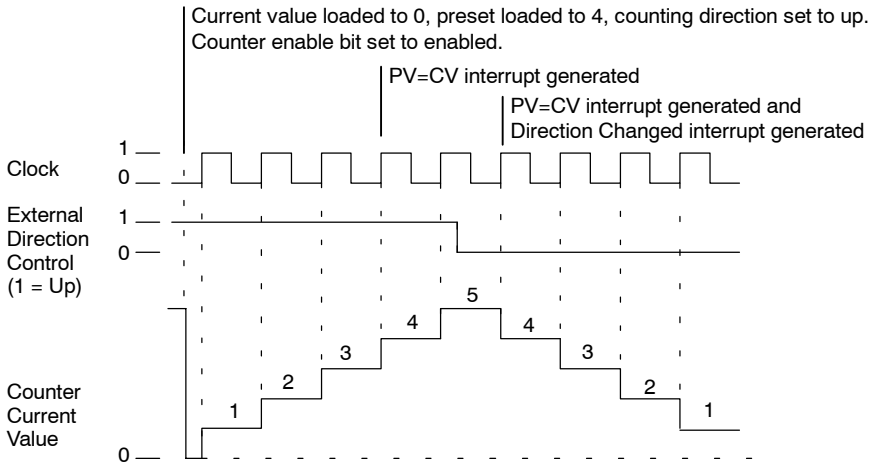 Current value loaded to 0, preset loaded to 4, counting direction set to up.
Counter enable bit set to enabled.
PV=CV interrupt generated
PV=CV interrupt generated and
Direction Changed interrupt generated
Clock
1
0
External
Direction
Control
(1 = Up)
1
0
Counter
Current
Value
0
1
2
3
4
5
4
3
2
1